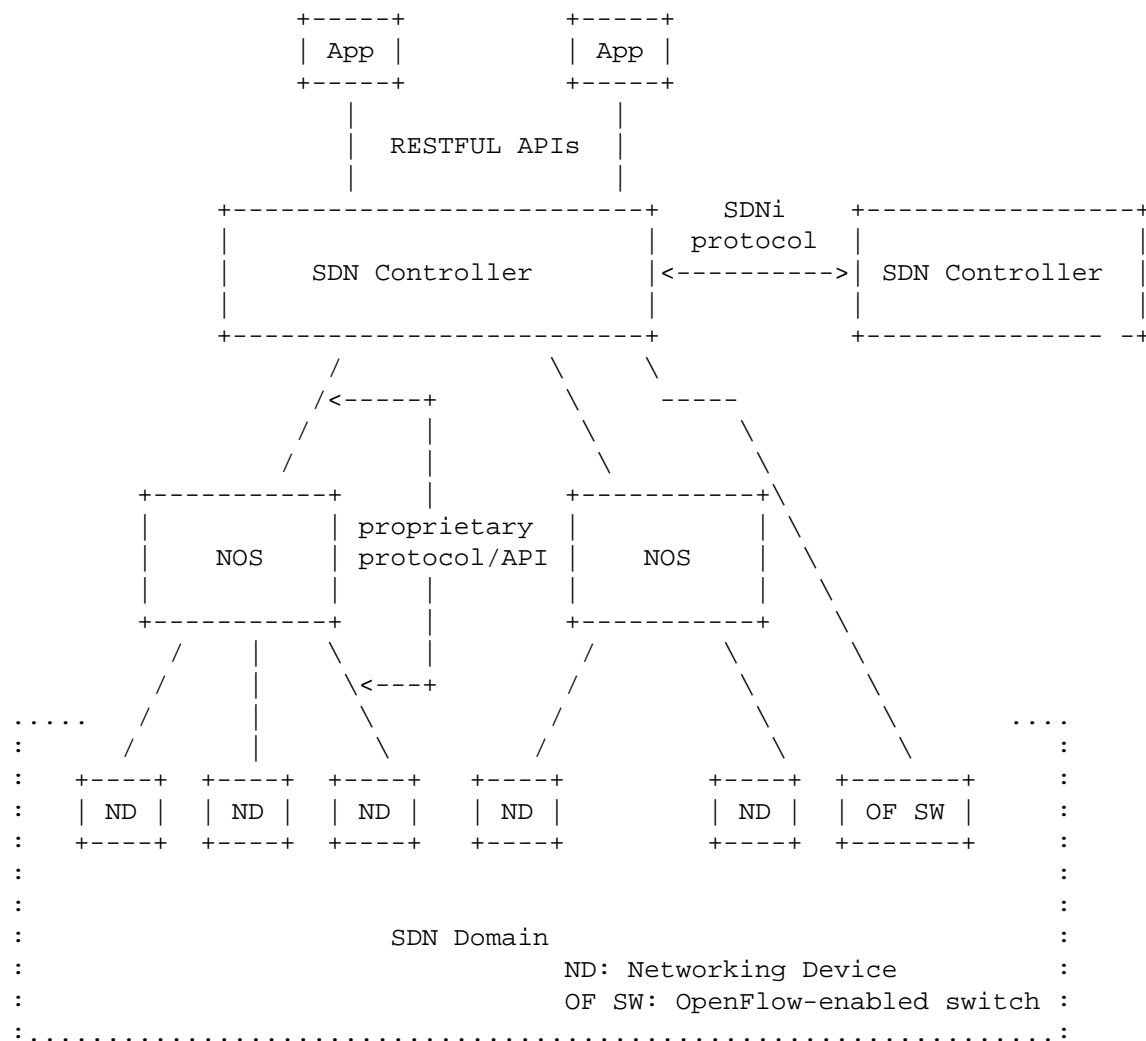 App App
RESTFUL APIs
SDNi
protocol
SDN Controller SDN Controller
proprietary
NOS protocol/API NOS
ND ND ND ND ND OF SW
SDN Domain
ND: Networking Device
OF SW: OpenFlow-enabled switch